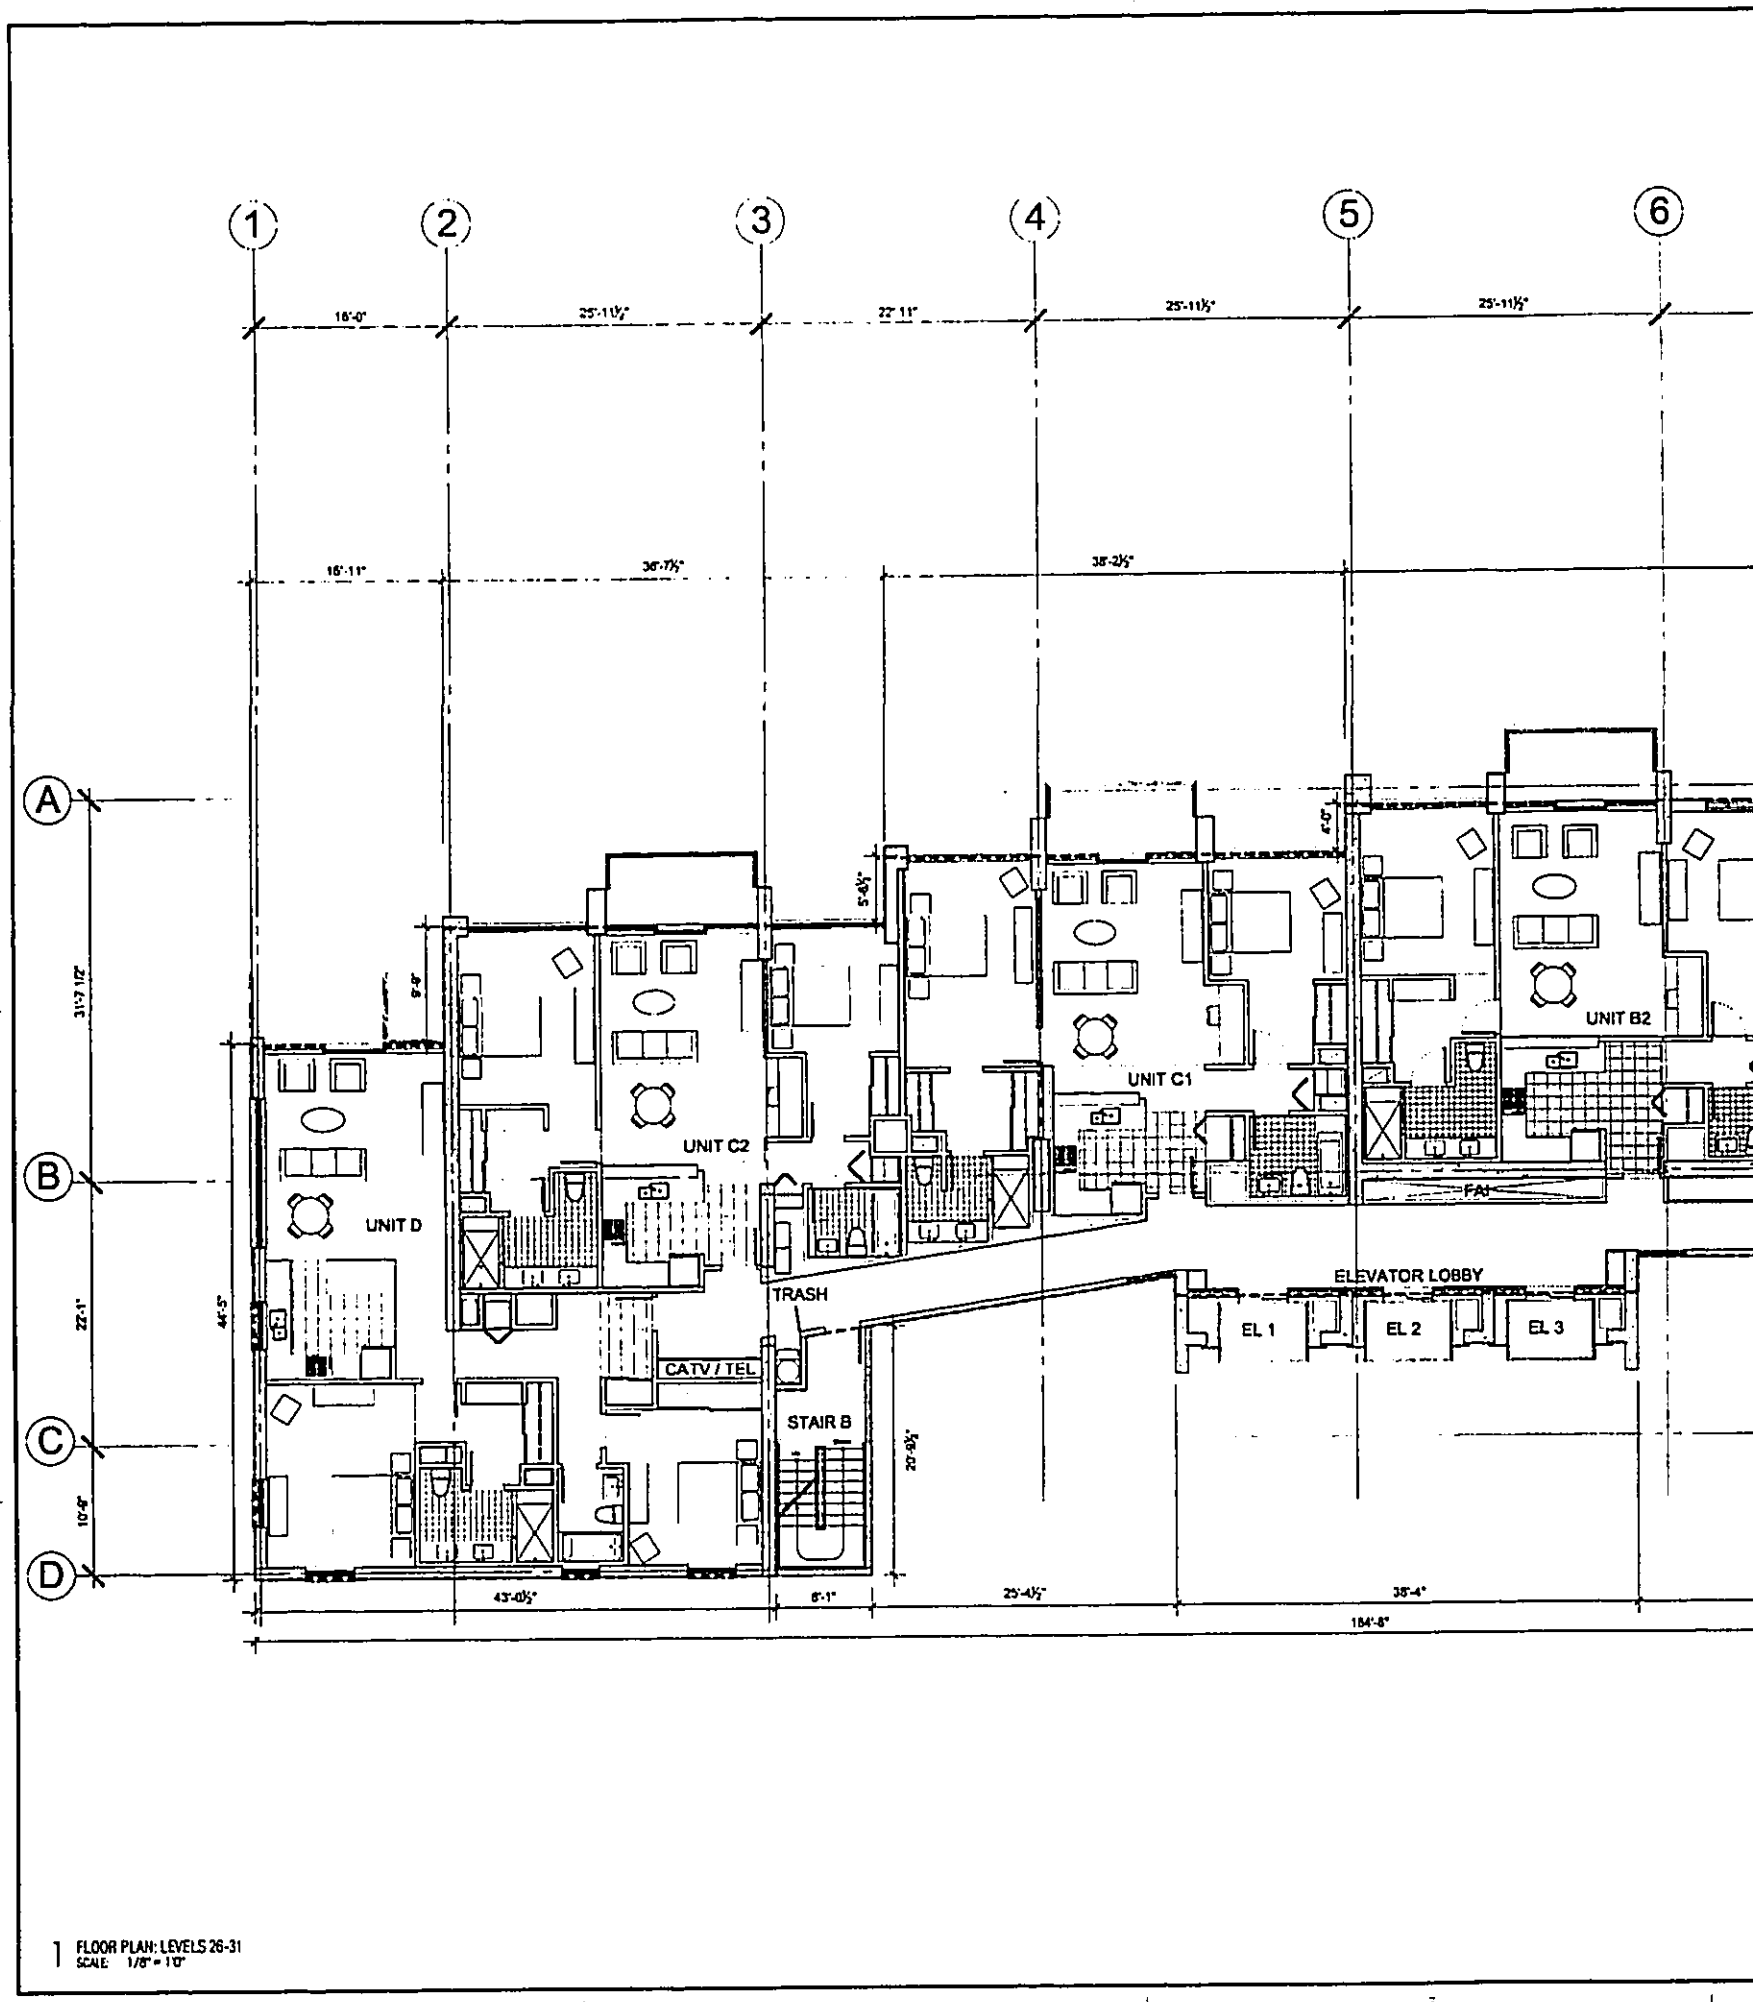 1 2 3 4 5 6
16'-0" 25'-11½" 22'-11" 25'-11½" 25'-11½"
16'-11" 36'-7½" 38'-2½"
A
4'-0"
5'-6½"
31'-7 1/2"
9'-9"
UNIT B2
UNIT C1
UNIT C2
B
FAI
UNIT D
ELEVATOR LOBBY
TRASH
22'-1"
44'-5"
EL 1 EL 2 EL 3
CATV / TEL
STAIR B
C
20'-9½"
10'-9"
D
43'-0½" 8'-1" 25'-4½" 38'-4"
184'-8"
1 FLOOR PLAN: LEVELS 26-31
SCALE: 1/8" = 1'0"